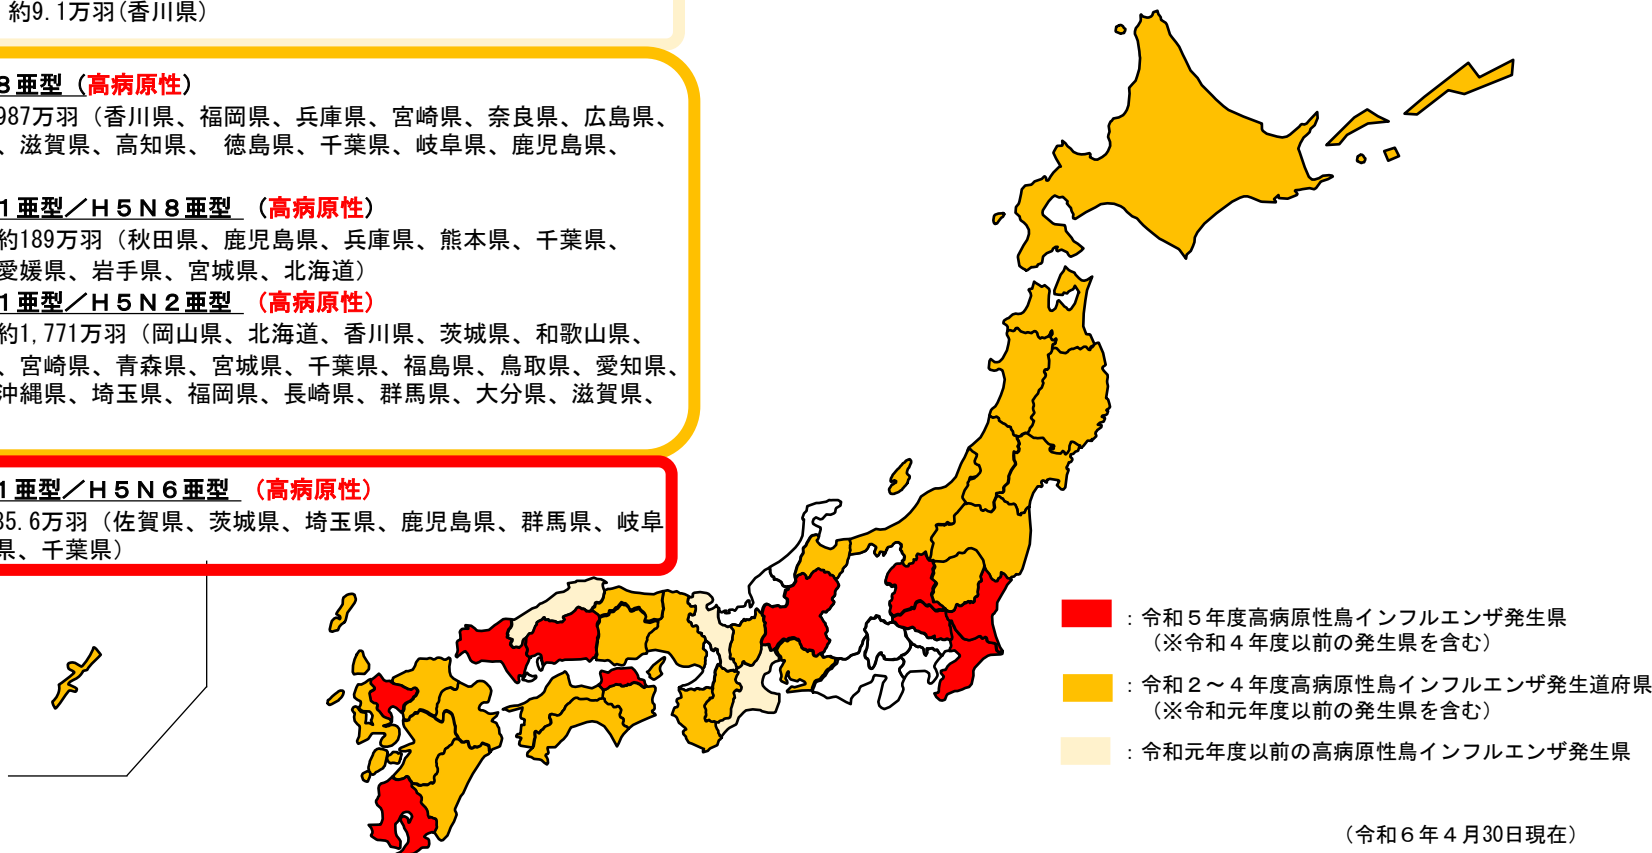 約9.1万羽(香川県)
8亜型（高病原性）
987万羽（香川県、福岡県、兵庫県、宮崎県、奈良県、広島県、
、滋賀県、高知県、 徳島県、千葉県、岐阜県、鹿児島県、
1亜型／Ｈ５Ｎ８亜型 （高病原性）
約189万羽（秋田県、鹿児島県、兵庫県、熊本県、千葉県、
愛媛県、岩手県、宮城県、北海道）
1亜型／Ｈ５Ｎ２亜型 （高病原性）
約1,771万羽（岡山県、北海道、香川県、茨城県、和歌山県、
、宮崎県、青森県、宮城県、千葉県、福島県、鳥取県、愛知県、
沖縄県、埼玉県、福岡県、長崎県、群馬県、大分県、滋賀県、
1亜型／Ｈ５Ｎ６亜型 （高病原性）
85.6万羽（佐賀県、茨城県、埼玉県、鹿児島県、群馬県、岐阜
県、千葉県）
：令和５年度高病原性鳥インフルエンザ発生県
（※令和４年度以前の発生県を含む）
：令和２～４年度高病原性鳥インフルエンザ発生道府県
（※令和元年度以前の発生県を含む）
：令和元年度以前の高病原性鳥インフルエンザ発生県
（令和６年４月30日現在）